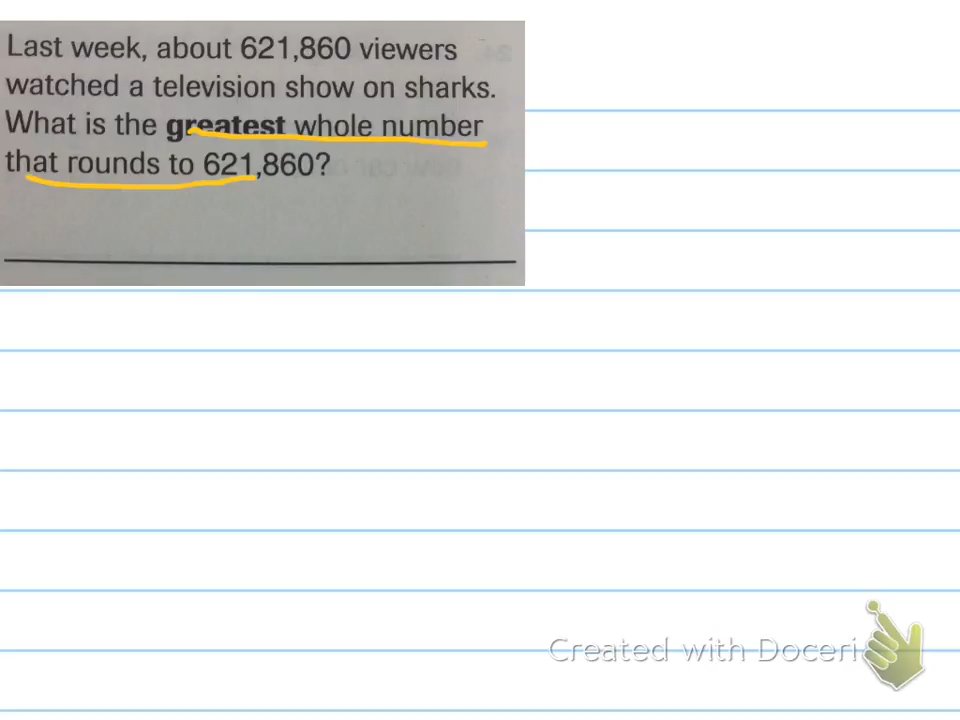 Last week, about 621,860 viewers
watched a television show on sharks.
What is the greatest whole number
that rounds to 621,860?
Created with Doceri